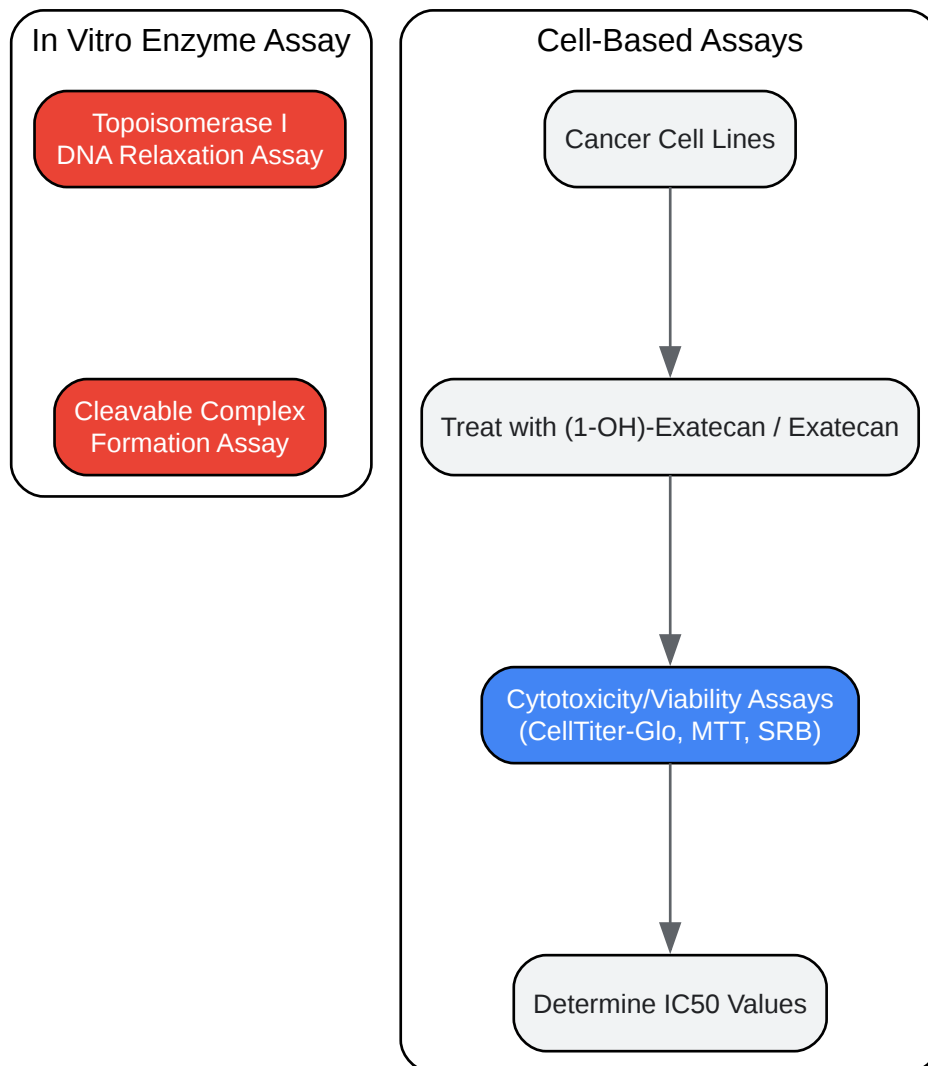 In Vitro Enzyme Assay
Topoisomerase I
DNA Relaxation Assay
Cleavable Complex
Formation Assay
Cell-Based Assays
Cancer Cell Lines
Treat with (1-OH)-Exatecan / Exatecan
Cytotoxicity/Viability Assays
(CellTiter-Glo, MTT, SRB)
Determine IC50 Values